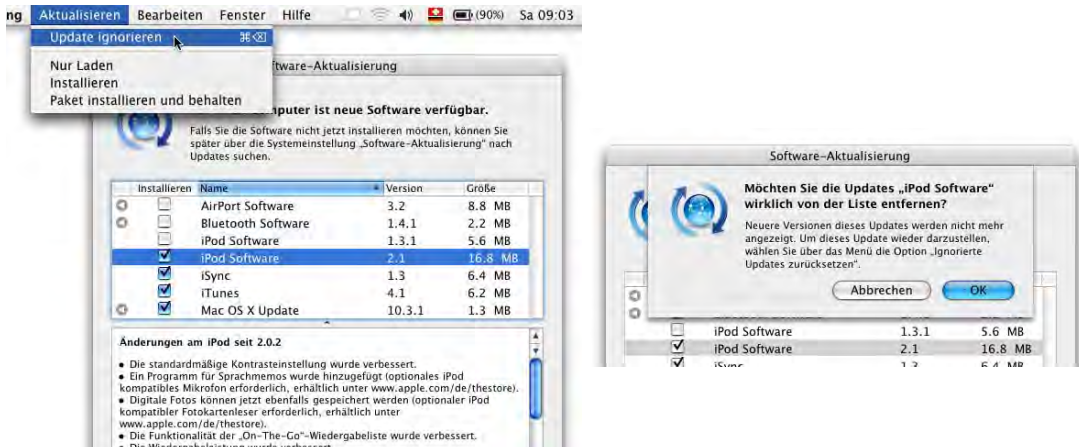 ng Aktualisieren Bearbeiten Fenster Hilfe (90%) Sa 09:03
Update ignorieren ⌘⌫
Nur Laden
Installieren
Paket installieren und behalten
ftware-Aktualisierung
mputer ist neue Software verfügbar.
Falls Sie die Software nicht jetzt installieren möchten, können Sie
später über die Systemeinstellung „Software-Aktualisierung“ nach
Updates suchen.
Installieren Name Version Größe
AirPort Software 3.2 8.8 MB
Bluetooth Software 1.4.1 2.2 MB
iPod Software 1.3.1 5.6 MB
iPod Software 2.1 16.8 MB
iSync 1.3 6.4 MB
iTunes 4.1 6.2 MB
Mac OS X Update 10.3.1 1.3 MB
Änderungen am iPod seit 2.0.2
• Die standardmäßige Kontrasteinstellung wurde verbessert.
• Ein Programm für Sprachmemos wurde hinzugefügt (optionales iPod
kompatibles Mikrofon erforderlich, erhältlich unter www.apple.com/de/thestore).
• Digitale Fotos können jetzt ebenfalls gespeichert werden (optionaler iPod
kompatibler Fotokartenleser erforderlich, erhältlich unter
www.apple.com/de/thestore).
• Die Funktionalität der „On-The-Go“-Wiedergabeliste wurde verbessert.
Software-Aktualisierung
Möchten Sie die Updates „iPod Software“
wirklich von der Liste entfernen?
Neuere Versionen dieses Updates werden nicht mehr
angezeigt. Um dieses Update wieder darzustellen,
wählen Sie über das Menü die Option „Ignorierte
Updates zurücksetzen“.
Abbrechen OK
iPod Software 1.3.1 5.6 MB
iPod Software 2.1 16.8 MB
iSync 1.3 6.4 MB